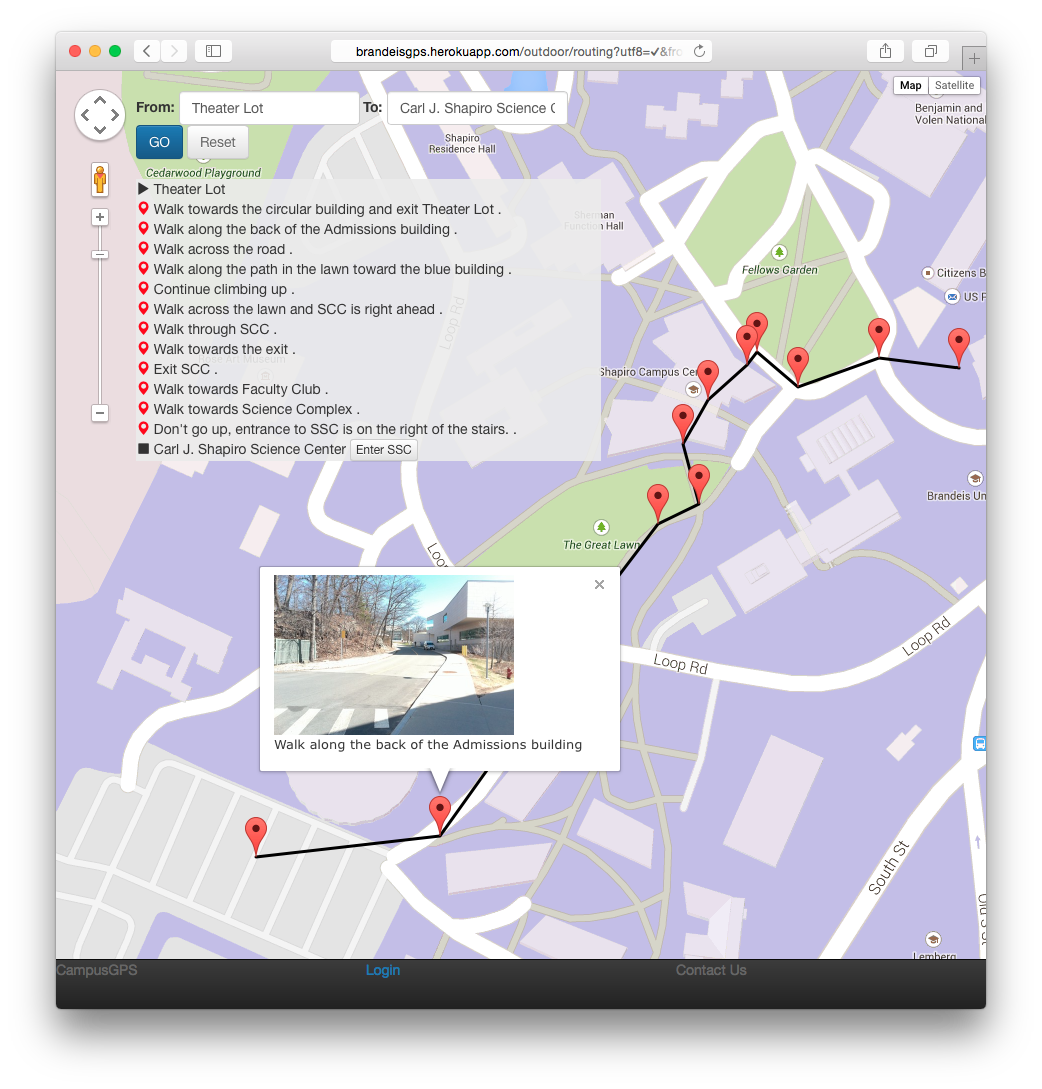 brandeisgps.herokuapp.com/outdoor/routing?utf8=✓&fro
Map Satellite
From: Theater Lot To: Carl J. Shapiro Science C
GO Reset
Benjamin and
Volen National
Shapiro
Residence Hall
Cedarwood Playground
Theater Lot
Walk towards the circular building and exit Theater Lot .
Walk along the back of the Admissions building .
Walk across the road .
Walk along the path in the lawn toward the blue building .
Continue climbing up .
Walk across the lawn and SCC is right ahead .
Walk through SCC .
Walk towards the exit .
Exit SCC .
Walk towards Faculty Club .
Walk towards Science Complex .
Don't go up, entrance to SSC is on the right of the stairs. .
Carl J. Shapiro Science Center Enter SSC
Sherman
Function Hall
Loop Rd
Fellows Garden
Citizens B
US P
Shapiro Campus Cen
Brandeis Un
The Great Lawn
Loop
Loop Rd
Loop Rd
Walk along the back of the Admissions building
South St
Old S St
Lemberg
CampusGPS Login Contact Us